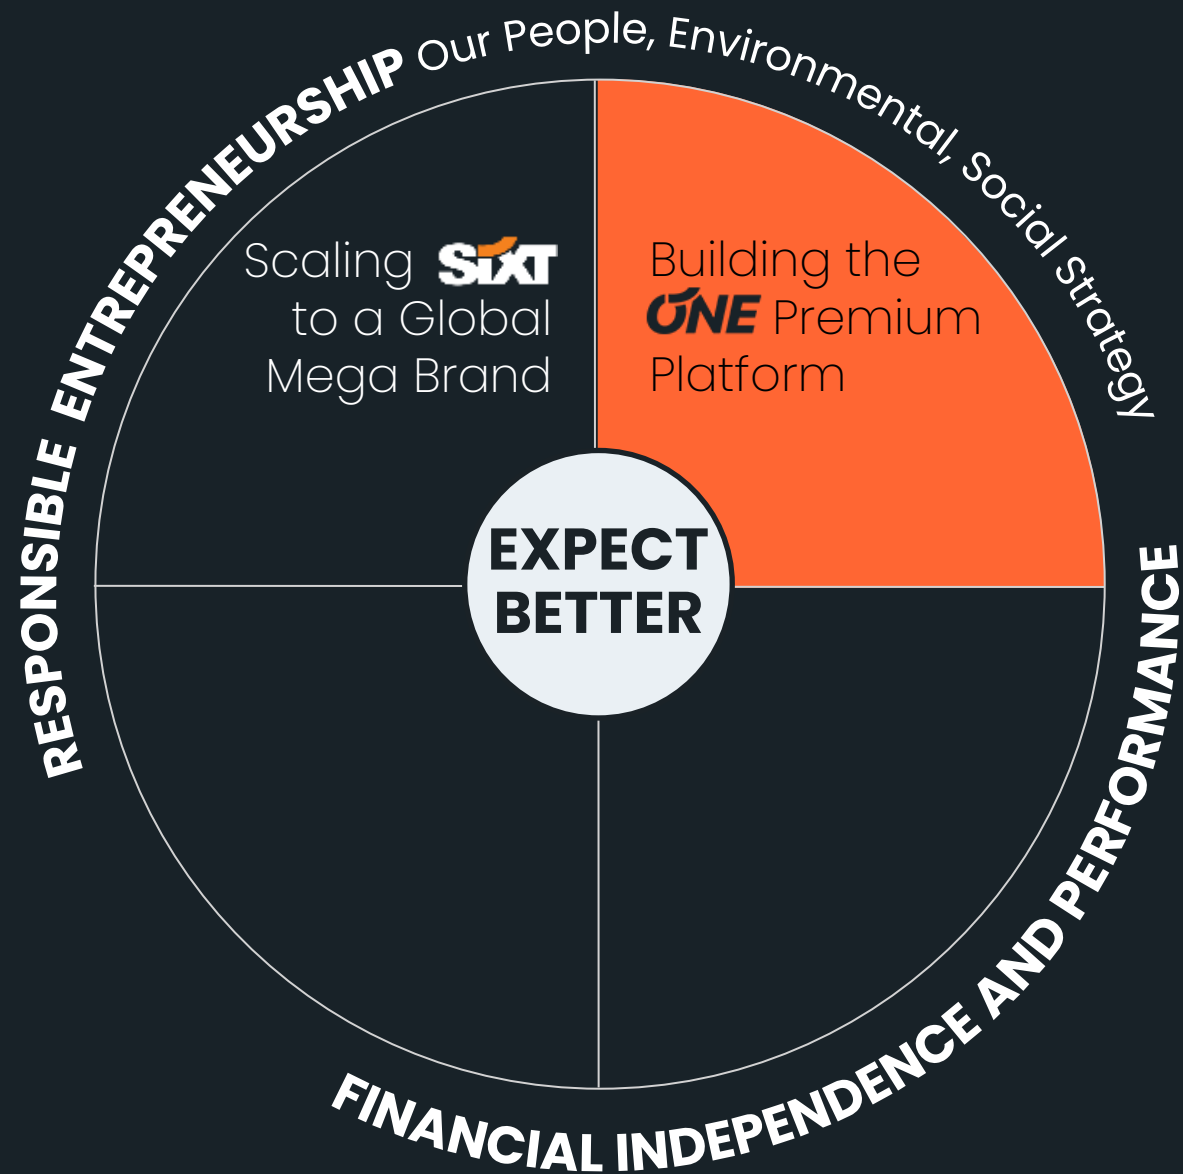 RESPONSIBLE ENTREPRENEURSHIP Our People, Environmental, Social Strategy
Scaling SIXT
to a Global
Mega Brand
Building the
ONE Premium
Platform
EXPECT
BETTER
FINANCIAL INDEPENDENCE AND PERFORMANCE